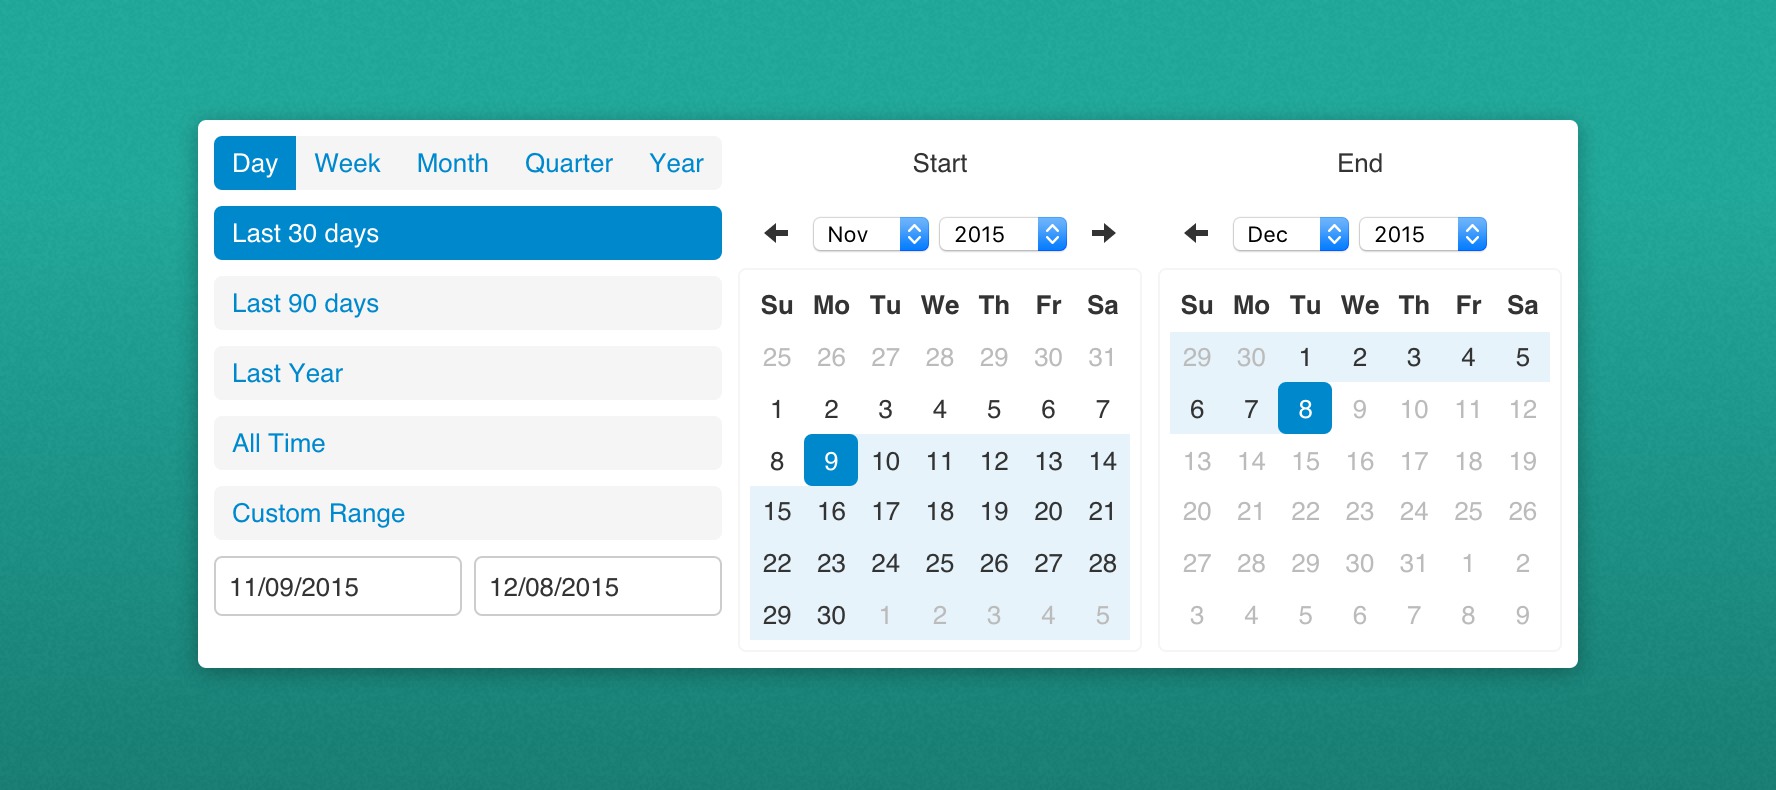 Day Week Month Quarter Year
Last 30 days
Last 90 days
Last Year
All Time
Custom Range
11/09/2015 12/08/2015
Start
Nov 2015
Su Mo Tu We Th Fr Sa
25 26 27 28 29 30 31
1 2 3 4 5 6 7
8 9 10 11 12 13 14
15 16 17 18 19 20 21
22 23 24 25 26 27 28
29 30 1 2 3 4 5
End
Dec 2015
Su Mo Tu We Th Fr Sa
29 30 1 2 3 4 5
6 7 8 9 10 11 12
13 14 15 16 17 18 19
20 21 22 23 24 25 26
27 28 29 30 31 1 2
3 4 5 6 7 8 9